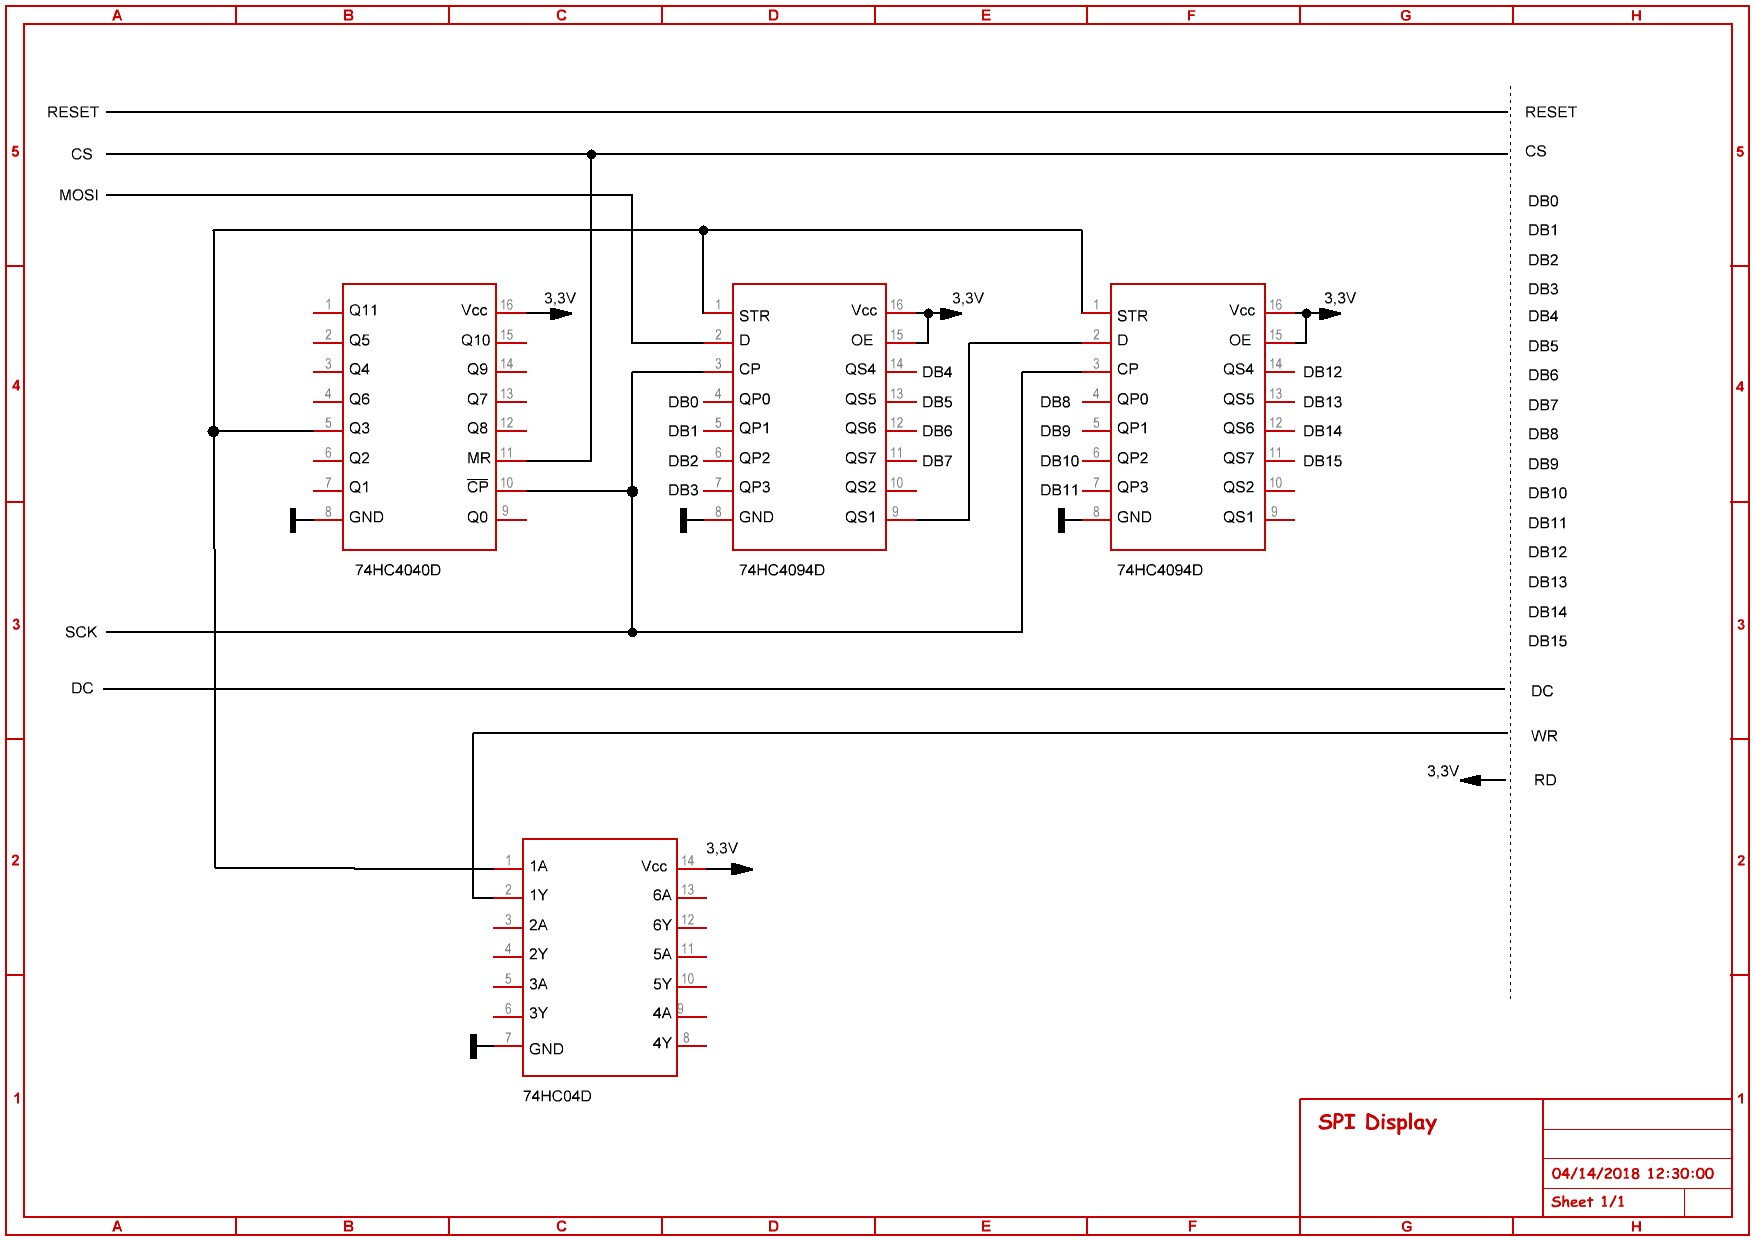 A B C D E F G H
RESET RESET
5 CS CS 5
MOSI
DB0
DB1
DB2
DB3
DB4
DB5
DB6
DB7
DB8
DB9
DB10
DB11
DB12
DB13
DB14
DB15
1 Q11 Vcc 16 3,3V
2 Q5 Q10 15
3 Q4 Q9 14
4 Q6 Q7 13
5 Q3 Q8 12
6 Q2 MR 11
7 Q1 CP 10
8 GND Q0 9
74HC4040D
1 STR Vcc 16 3,3V
2 D OE 15
3 CP QS4 14 DB4
DB0 4 QP0 QS5 13 DB5
DB1 5 QP1 QS6 12 DB6
DB2 6 QP2 QS7 11 DB7
DB3 7 QP3 QS2 10
8 GND QS1 9
74HC4094D
1 STR Vcc 16 3,3V
2 D OE 15
3 CP QS4 14 DB12
DB8 4 QP0 QS5 13 DB13
DB9 5 QP1 QS6 12 DB14
DB10 6 QP2 QS7 11 DB15
DB11 7 QP3 QS2 10
8 GND QS1 9
74HC4094D
4 4
3 SCK 3
DC DC
WR
3,3V RD
2 2
1 1A Vcc 14 3,3V
2 1Y 6A 13
3 2A 6Y 12
4 2Y 5A 11
5 3A 5Y 10
6 3Y 4A 9
7 GND 4Y 8
74HC04D
1 1
SPI Display
04/14/2018 12:30:00
Sheet 1/1
A B C D E F G H